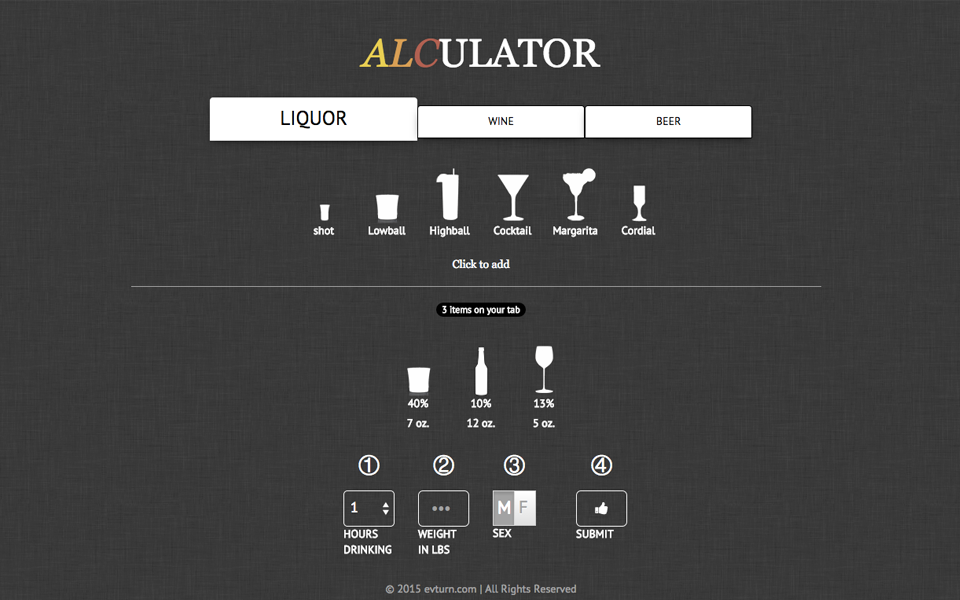 ALCULATOR
LIQUOR WINE BEER
shot Lowball Highball Cocktail Margarita Cordial
Click to add
3 items on your tab
40% 10% 13%
7 oz. 12 oz. 5 oz.
① ② ③ ④
1 ••• M F
HOURS DRINKING WEIGHT IN LBS SEX SUBMIT
© 2015 evturn.com | All Rights Reserved